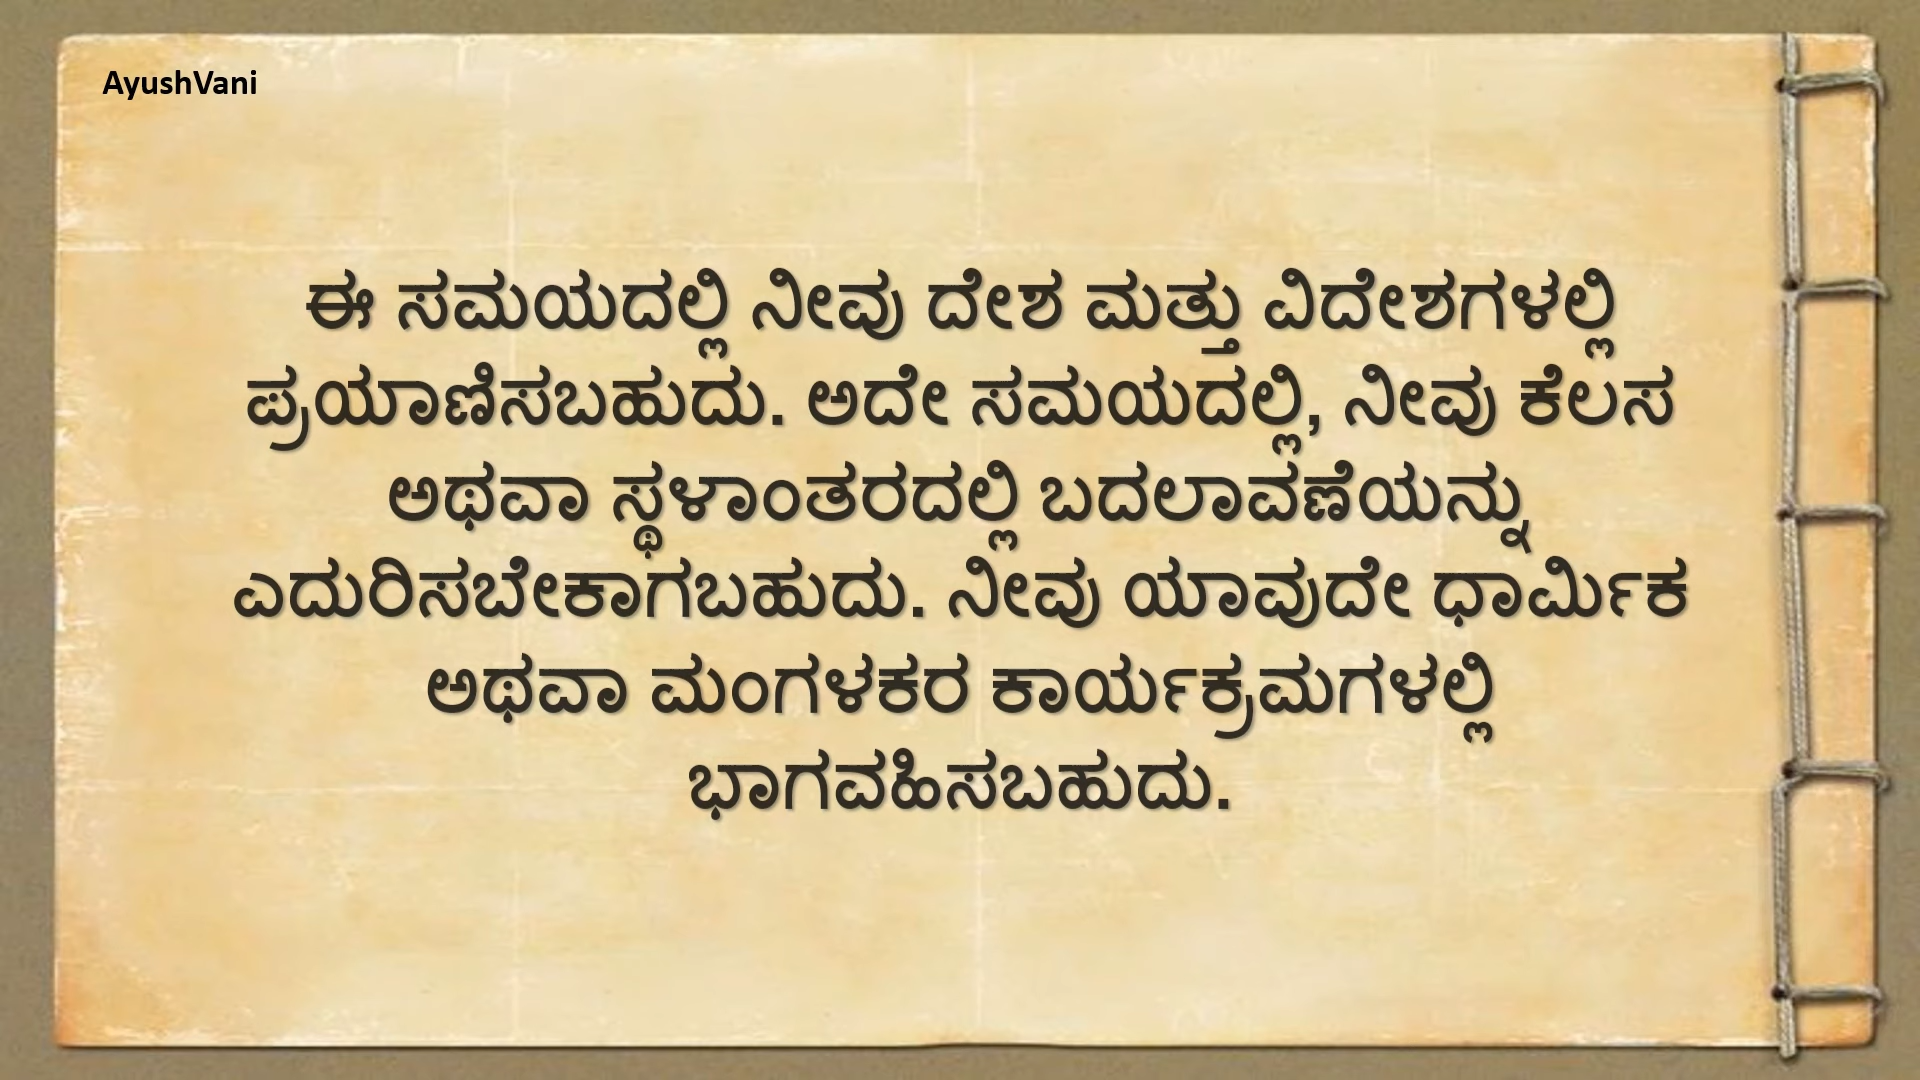 AyushVani
ಈ ಸಮಯದಲ್ಲಿ ನೀವು ದೇಶ ಮತ್ತು ವಿದೇಶಗಳಲ್ಲಿ
ಪ್ರಯಾಣಿಸಬಹುದು. ಅದೇ ಸಮಯದಲ್ಲಿ, ನೀವು ಕೆಲಸ
ಅಥವಾ ಸ್ಥಳಾಂತರದಲ್ಲಿ ಬದಲಾವಣೆಯನ್ನು
ಎದುರಿಸಬೇಕಾಗಬಹುದು. ನೀವು ಯಾವುದೇ ಧಾರ್ಮಿಕ
ಅಥವಾ ಮಂಗಳಕರ ಕಾರ್ಯಕ್ರಮಗಳಲ್ಲಿ
ಭಾಗವಹಿಸಬಹುದು.